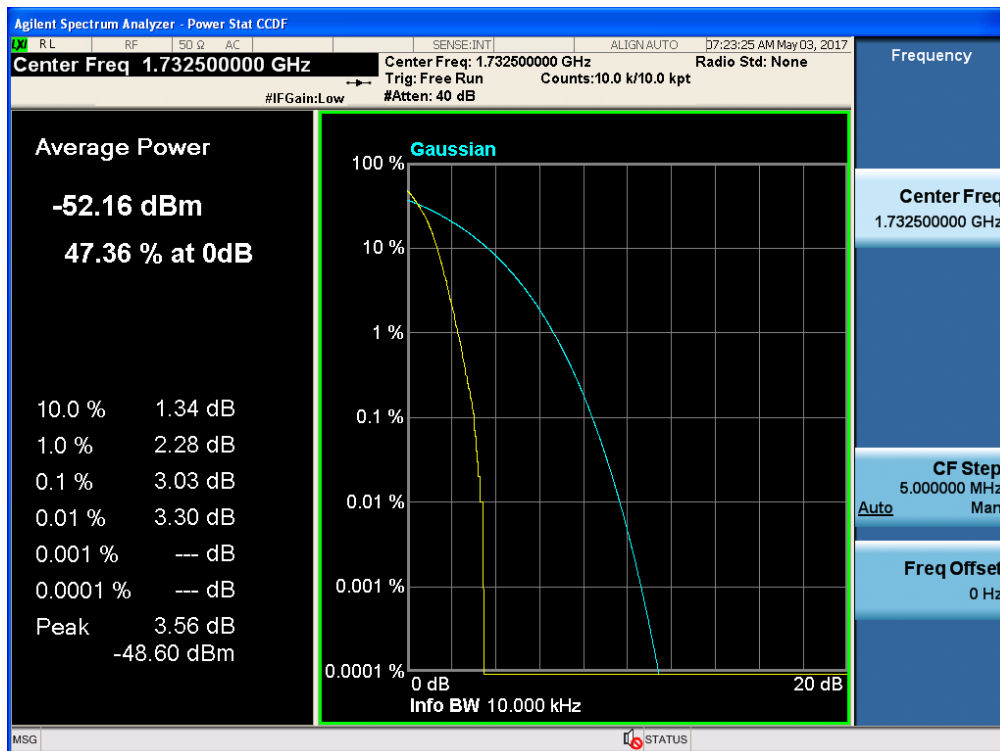 Agilent Spectrum Analyzer - Power Stat CCDF
LXI RL RF 50 Ω AC SENSE:INT ALIGN AUTO 07:23:25 AM May 03, 2017
Center Freq 1.732500000 GHz
Center Freq: 1.732500000 GHz Radio Std: None
Trig: Free Run Counts:10.0 k/10.0 kpt
#IFGain:Low #Atten: 40 dB
Frequency
Average Power
-52.16 dBm
47.36 % at 0dB
10.0 % 1.34 dB
1.0 % 2.28 dB
0.1 % 3.03 dB
0.01 % 3.30 dB
0.001 % --- dB
0.0001 % --- dB
Peak 3.56 dB
-48.60 dBm
Gaussian
100 %
10 %
1 %
0.1 %
0.01 %
0.001 %
0.0001 %
0 dB 20 dB
Info BW 10.000 kHz
Center Freq
1.732500000 GHz
CF Step
5.000000 MHz
Auto Man
Freq Offset
0 Hz
MSG STATUS